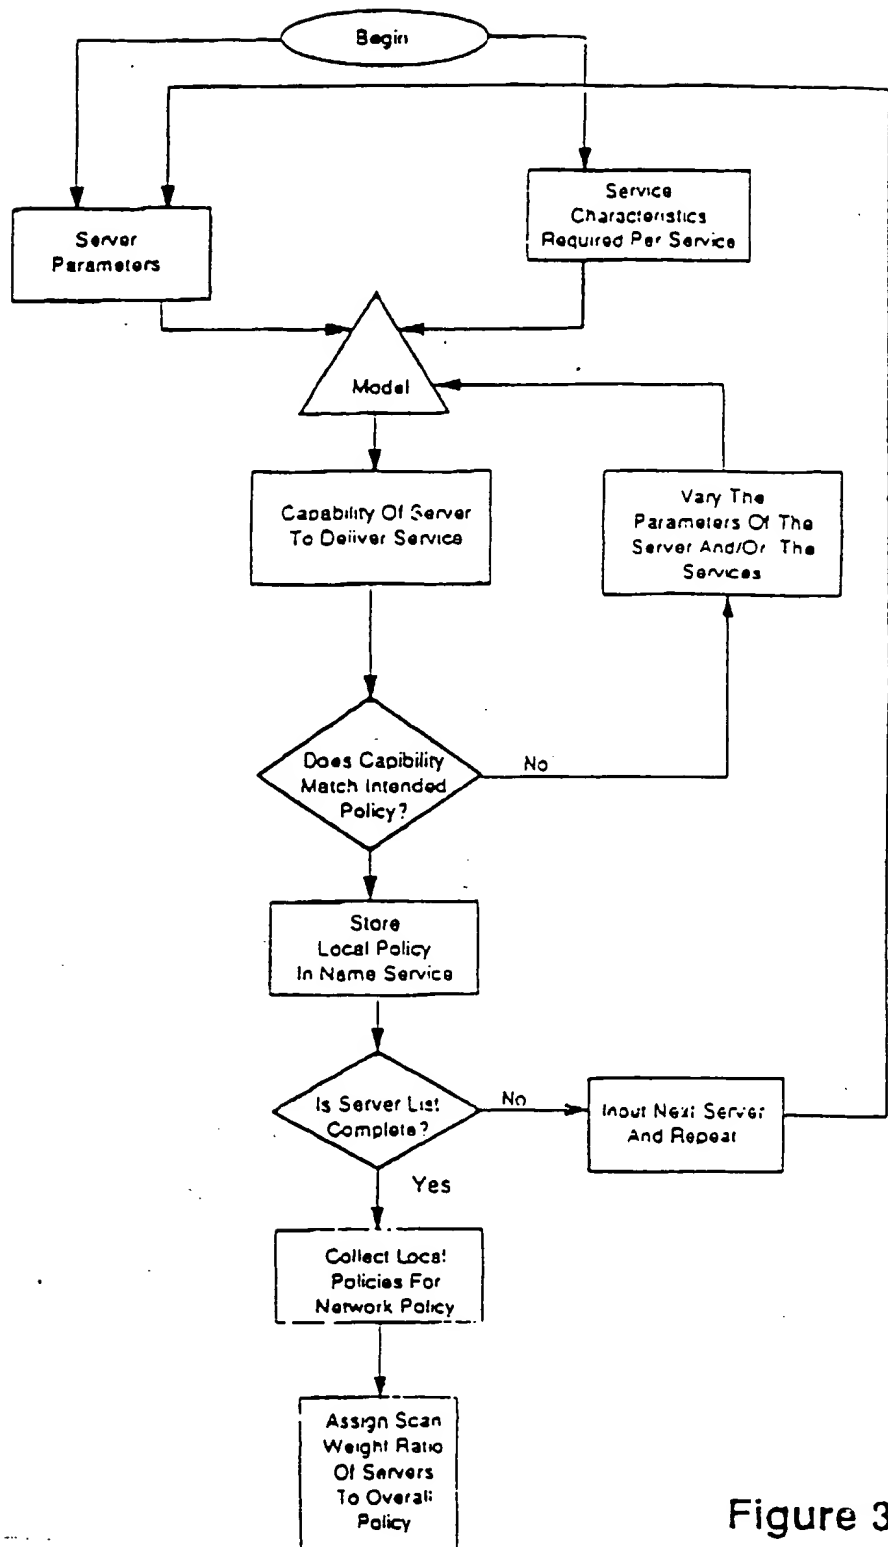 Begin
Server
Parameters
Service
Characteristics
Required Per Service
Model
Capability Of Server
To Deliver Service
Vary The
Parameters Of The
Server And/Or The
Services
Does Capibility
Match Intended
Policy?
No
Store
Local Policy
In Name Service
Is Server List
Complete?
No
Input Next Server
And Repeat
Yes
Collect Local
Policies For
Network Policy
Assign Scan
Weight Ratio
Of Servers
To Overall
Policy
Figure 3